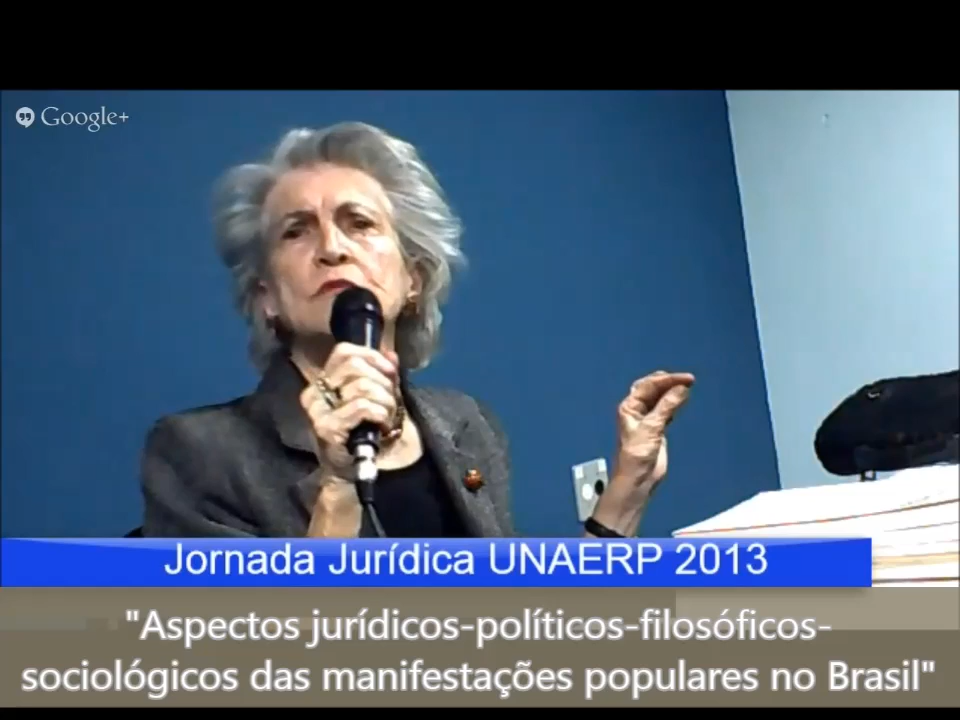 Google+
Jornada Jurídica UNAERP 2013
"Aspectos jurídicos-políticos-filosóficos-
sociológicos das manifestações populares no Brasil"